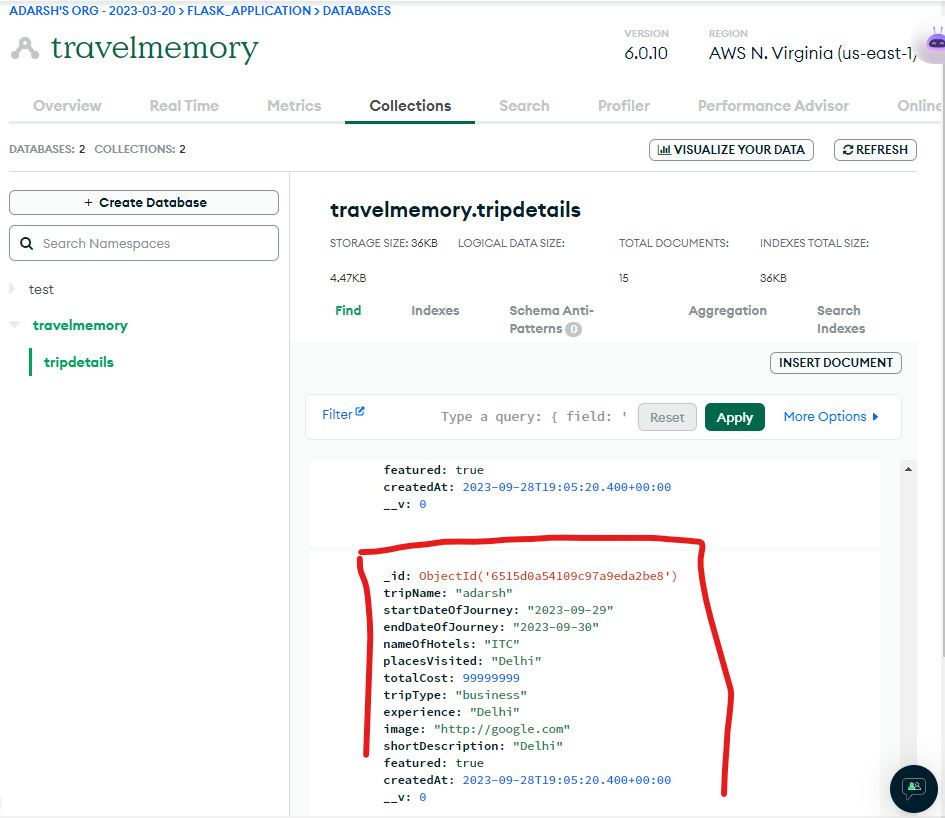 ADARSH'S ORG - 2023-03-20 > FLASK_APPLICATION > DATABASES
travelmemory
VERSION
6.0.10
REGION
AWS N. Virginia (us-east-1)
Overview Real Time Metrics Collections Search Profiler Performance Advisor Online
DATABASES: 2 COLLECTIONS: 2
VISUALIZE YOUR DATA
REFRESH
+ Create Database
Search Namespaces
test
travelmemory
tripdetails
travelmemory.tripdetails
STORAGE SIZE: 36KB LOGICAL DATA SIZE: TOTAL DOCUMENTS: INDEXES TOTAL SIZE:
4.47KB 15 36KB
Find Indexes Schema Anti-Patterns 0 Aggregation Search Indexes
INSERT DOCUMENT
Filter Type a query: { field: ' Reset Apply More Options
featured: true
createdAt: 2023-09-28T19:05:20.400+00:00
__v: 0
_id: ObjectId('6515d0a54109c97a9eda2be8')
tripName: "adarsh"
startDateOfJourney: "2023-09-29"
endDateOfJourney: "2023-09-30"
nameOfHotels: "ITC"
placesVisited: "Delhi"
totalCost: 99999999
tripType: "business"
experience: "Delhi"
image: "http://google.com"
shortDescription: "Delhi"
featured: true
createdAt: 2023-09-28T19:05:20.400+00:00
__v: 0